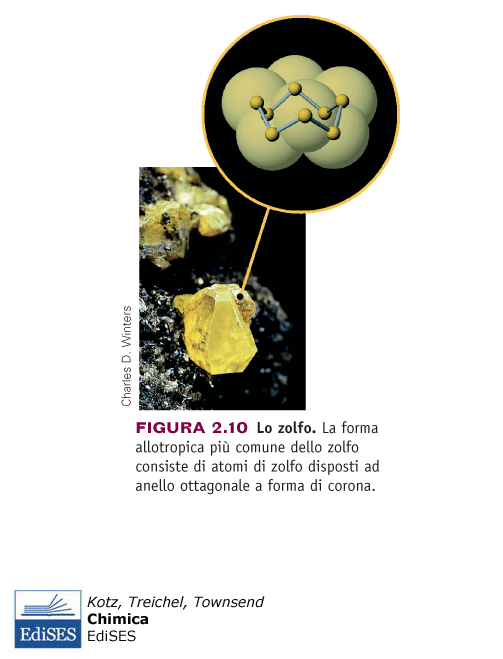 Charles D. Winters
FIGURA 2.10 Lo zolfo. La forma
allotropica più comune dello zolfo
consiste di atomi di zolfo disposti ad
anello ottagonale a forma di corona.
EdiSES
Kotz, Treichel, Townsend
Chimica
EdiSES